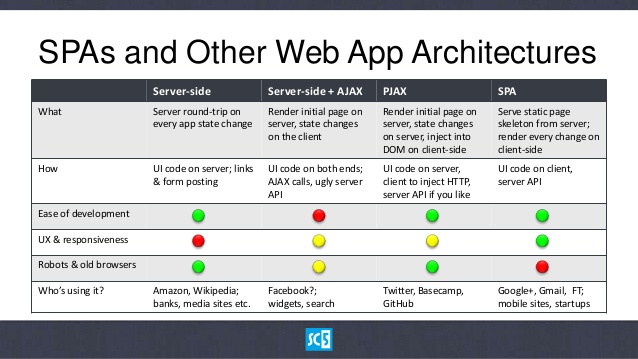 SPAs and Other Web App Architectures
Server-side Server-side + AJAX PJAX SPA
What
Server round-trip on
every app state change
Render initial page on
server, state changes
on the client
Render initial page on
server, state changes
on server, inject into
DOM on client-side
Serve static page
skeleton from server;
render every change on
client-side
How
UI code on server; links
& form posting
UI code on both ends;
AJAX calls, ugly server
API
UI code on server,
client to inject HTTP,
server API if you like
UI code on client,
server API
Ease of development
UX & responsiveness
Robots & old browsers
Who's using it?
Amazon, Wikipedia;
banks, media sites etc.
Facebook?;
widgets, search
Twitter, Basecamp,
GitHub
Google+, Gmail, FT;
mobile sites, startups
SC5